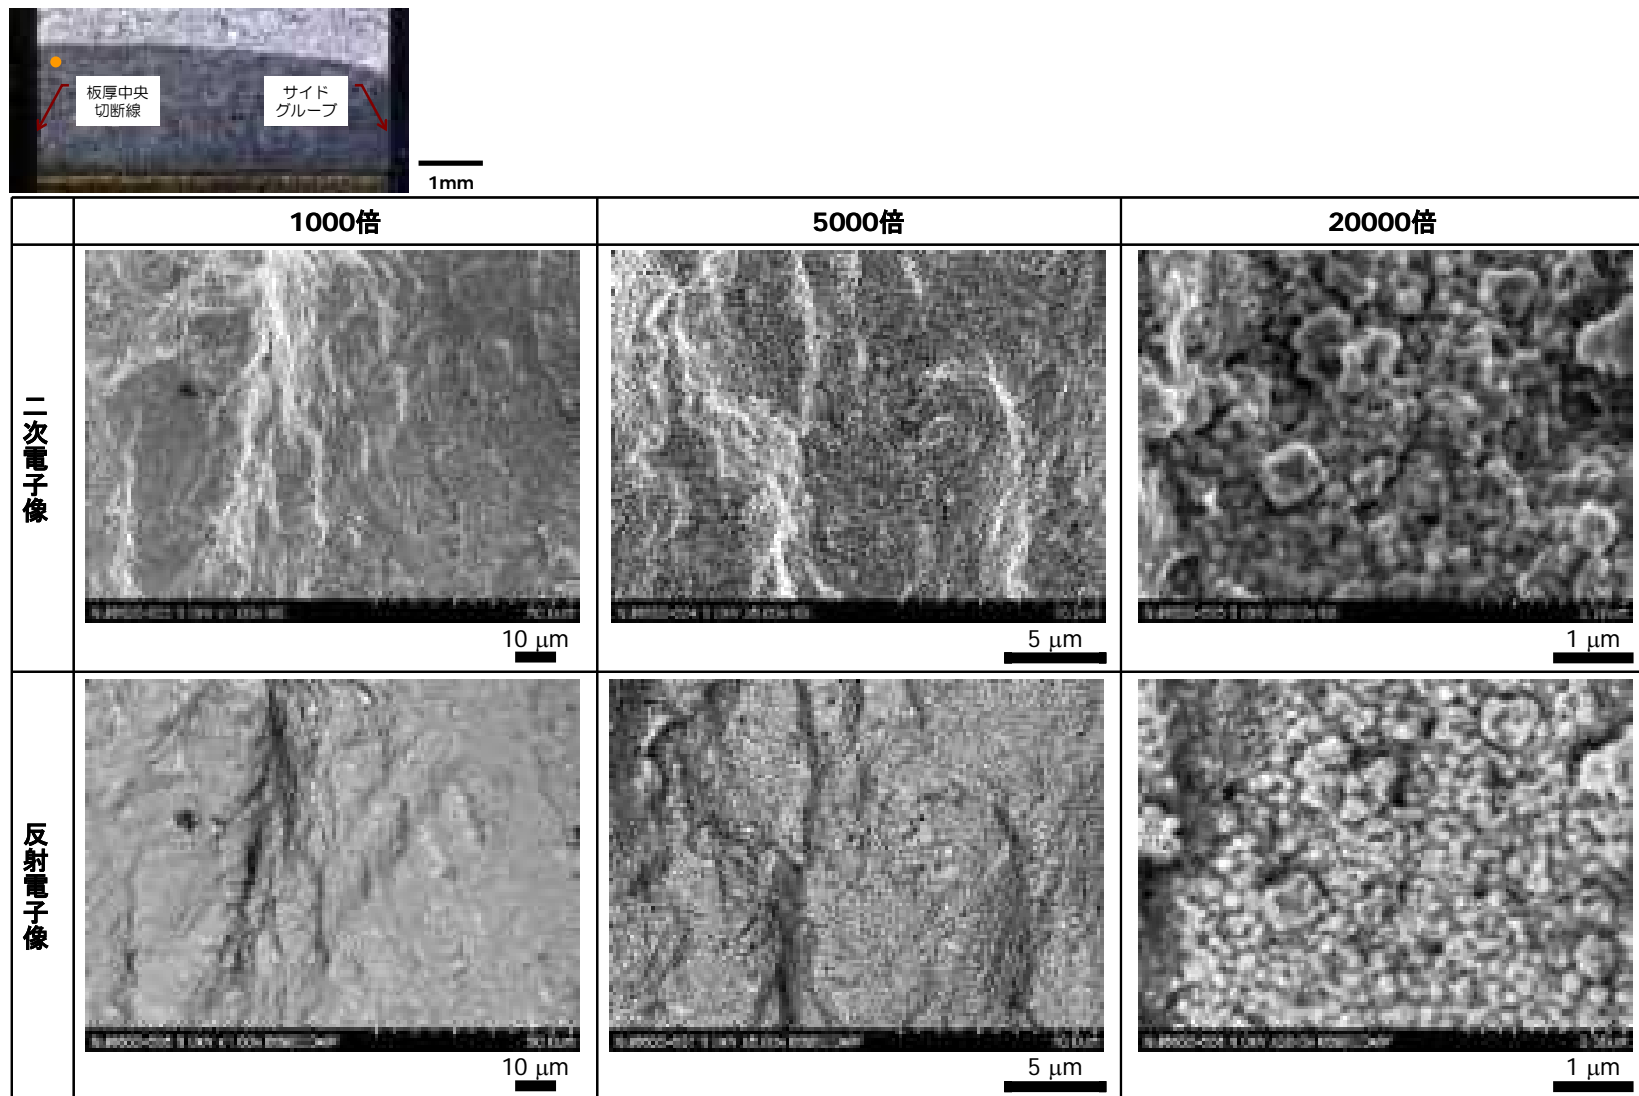 板厚中央
切断線
サイド
グルーブ
1mm
1000倍
5000倍
20000倍
二次電子像
10 μm
5 μm
1 μm
反射電子像
10 μm
5 μm
1 μm